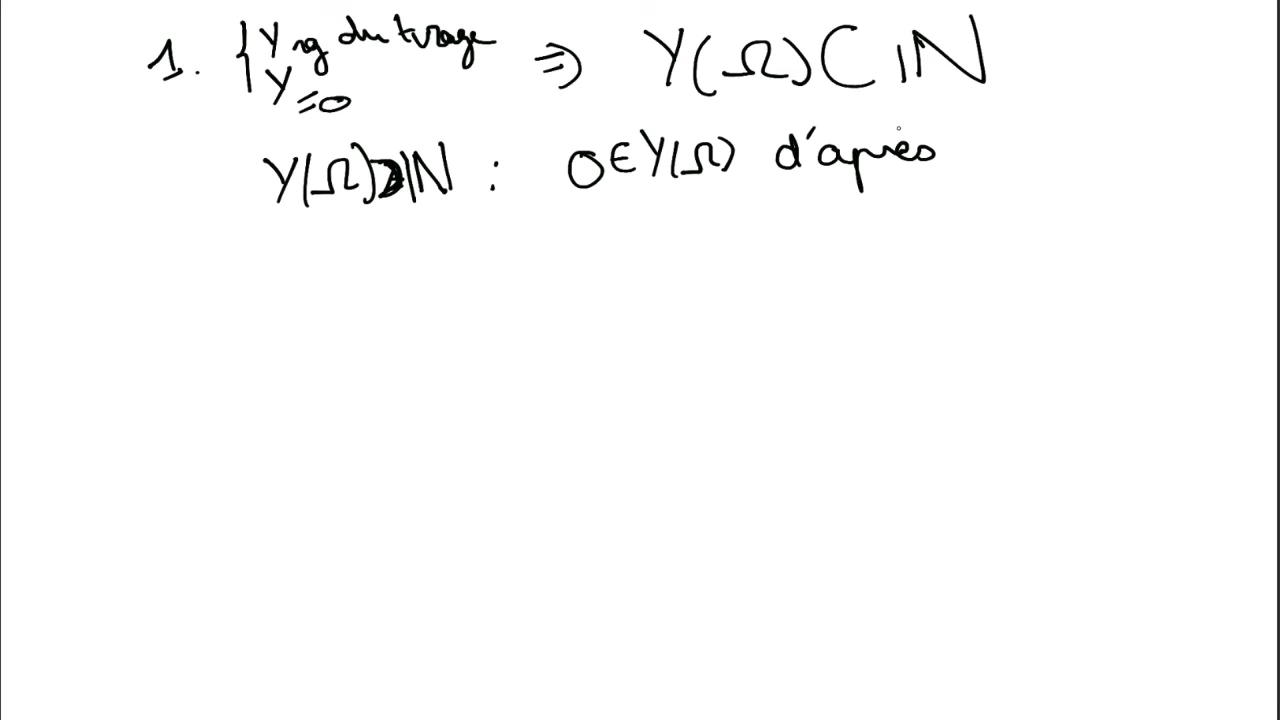 1. { Y rg du tirage
Y = 0 ⇒ Y(Ω) ⊂ ℕ
Y(Ω) ⊃ ℕ : 0 ∈ Y(Ω) d'après